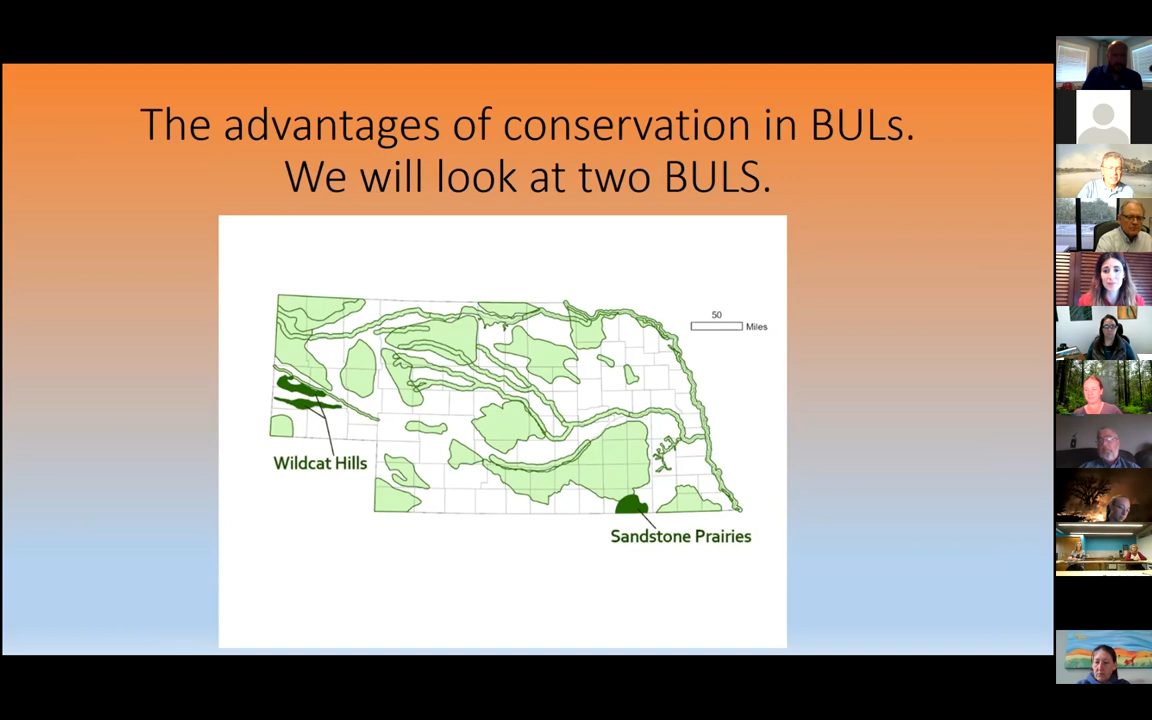 The advantages of conservation in BULs.
We will look at two BULS.
50
Miles
Wildcat Hills
Sandstone Prairies